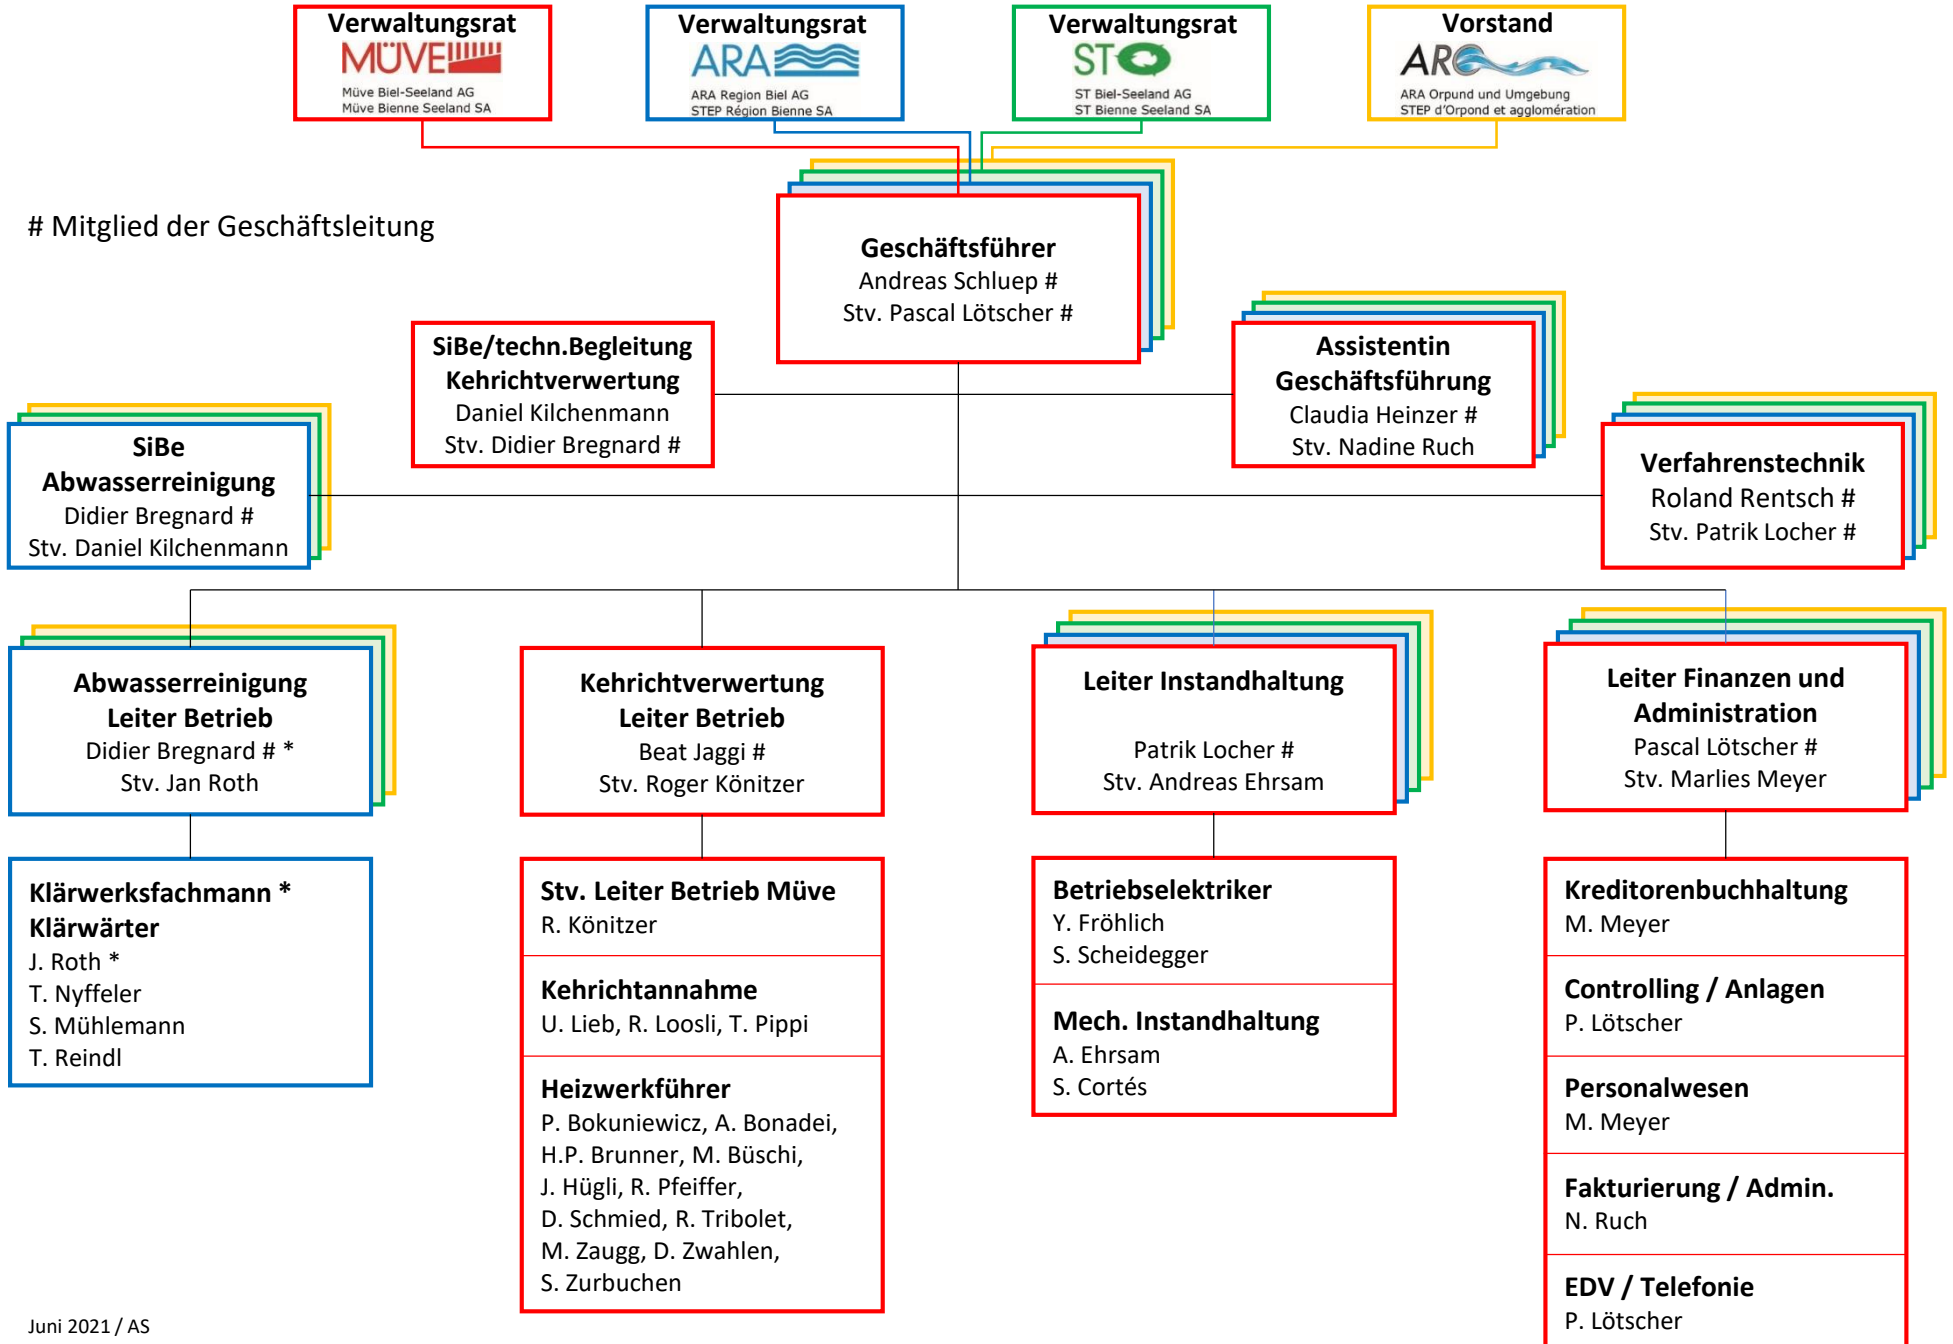 Verwaltungsrat
MÜVE
Müve Biel-Seeland AG
Müve Bienne Seeland SA
Verwaltungsrat
ARA
ARA Region Biel AG
STEP Région Bienne SA
Verwaltungsrat
ST
ST Biel-Seeland AG
ST Bienne Seeland SA
Vorstand
ARO
ARA Orpund und Umgebung
STEP d'Orpond et agglomération
# Mitglied der Geschäftsleitung
Geschäftsführer
Andreas Schluep #
Stv. Pascal Lötscher #
SiBe/techn.Begleitung
Kehrichtverwertung
Daniel Kilchenmann
Stv. Didier Bregnard #
Assistentin
Geschäftsführung
Claudia Heinzer #
Stv. Nadine Ruch
SiBe
Abwasserreinigung
Didier Bregnard #
Stv. Daniel Kilchenmann
Verfahrenstechnik
Roland Rentsch #
Stv. Patrik Locher #
Abwasserreinigung
Leiter Betrieb
Didier Bregnard # *
Stv. Jan Roth
Kehrichtverwertung
Leiter Betrieb
Beat Jaggi #
Stv. Roger Könitzer
Leiter Instandhaltung
Patrik Locher #
Stv. Andreas Ehrsam
Leiter Finanzen und
Administration
Pascal Lötscher #
Stv. Marlies Meyer
Klärwerksfachmann *
Klärwärter
J. Roth *
T. Nyffeler
S. Mühlemann
T. Reindl
Stv. Leiter Betrieb Müve
R. Könitzer
Kehrichtannahme
U. Lieb, R. Loosli, T. Pippi
Heizwerkführer
P. Bokuniewicz, A. Bonadei,
H.P. Brunner, M. Büschi,
J. Hügli, R. Pfeiffer,
D. Schmied, R. Tribolet,
M. Zaugg, D. Zwahlen,
S. Zurbuchen
Betriebselektriker
Y. Fröhlich
S. Scheidegger
Mech. Instandhaltung
A. Ehrsam
S. Cortés
Kreditorenbuchhaltung
M. Meyer
Controlling / Anlagen
P. Lötscher
Personalwesen
M. Meyer
Fakturierung / Admin.
N. Ruch
EDV / Telefonie
P. Lötscher
Juni 2021 / AS